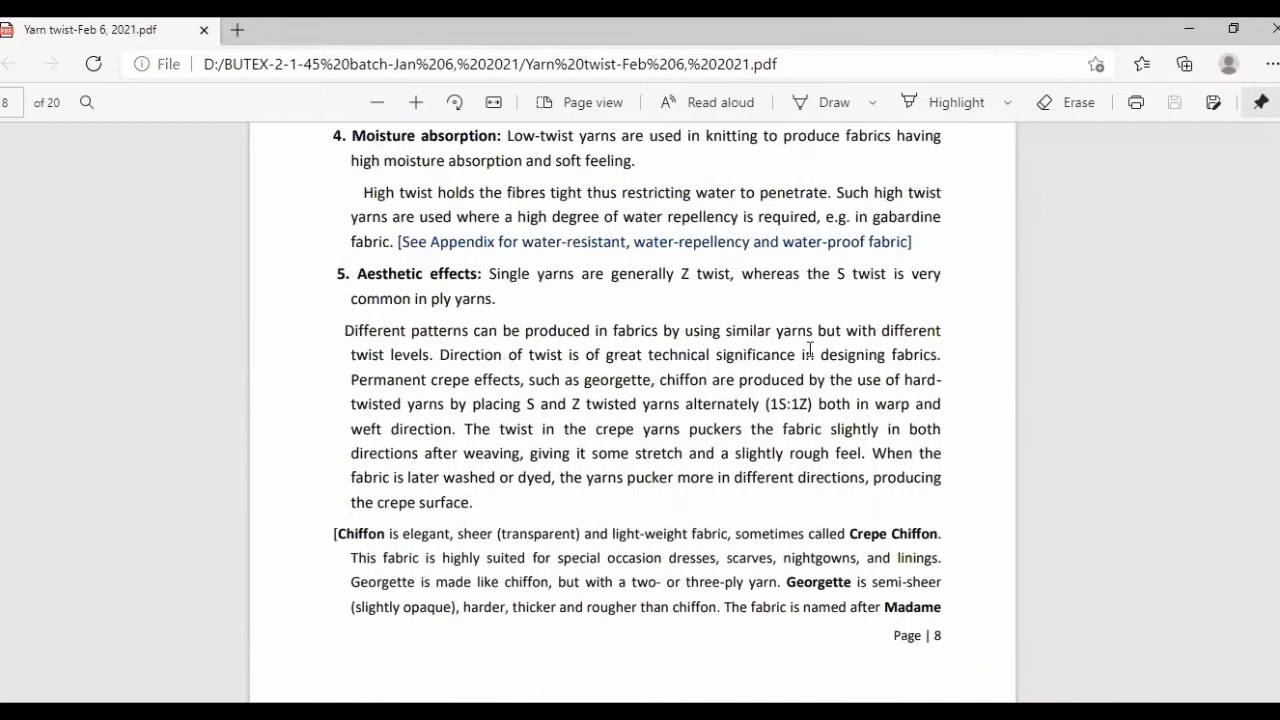 Yarn twist-Feb 6, 2021.pdf
File D:/BUTEX-2-1-45%20batch-Jan%206,%202021/Yarn%20twist-Feb%206,%202021.pdf
8 of 20 Page view Read aloud Draw Highlight Erase
4. Moisture absorption: Low-twist yarns are used in knitting to produce fabrics having
high moisture absorption and soft feeling.
High twist holds the fibres tight thus restricting water to penetrate. Such high twist
yarns are used where a high degree of water repellency is required, e.g. in gabardine
fabric. [See Appendix for water-resistant, water-repellency and water-proof fabric]
5. Aesthetic effects: Single yarns are generally Z twist, whereas the S twist is very
common in ply yarns.
Different patterns can be produced in fabrics by using similar yarns but with different
twist levels. Direction of twist is of great technical significance in designing fabrics.
Permanent crepe effects, such as georgette, chiffon are produced by the use of hard-
twisted yarns by placing S and Z twisted yarns alternately (1S:1Z) both in warp and
weft direction. The twist in the crepe yarns puckers the fabric slightly in both
directions after weaving, giving it some stretch and a slightly rough feel. When the
fabric is later washed or dyed, the yarns pucker more in different directions, producing
the crepe surface.
[Chiffon is elegant, sheer (transparent) and light-weight fabric, sometimes called Crepe Chiffon.
This fabric is highly suited for special occasion dresses, scarves, nightgowns, and linings.
Georgette is made like chiffon, but with a two- or three-ply yarn. Georgette is semi-sheer
(slightly opaque), harder, thicker and rougher than chiffon. The fabric is named after Madame
Page | 8